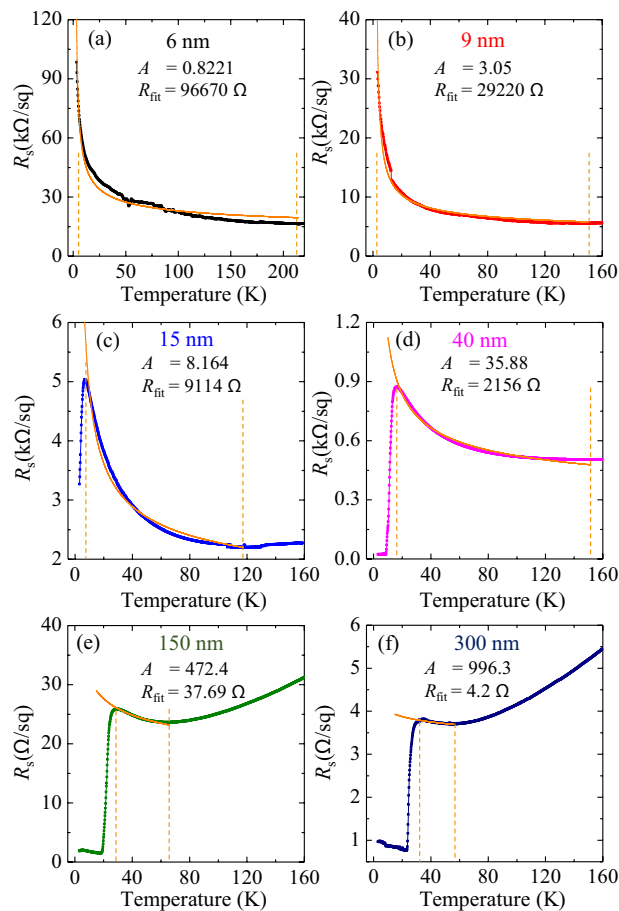 (a) 6 nm
A = 0.8221
R_fit = 96670 Ω
R_s(kΩ/sq)
120
90
60
30
0
0 50 100 150 200
Temperature (K)
(b) 9 nm
A = 3.05
R_fit = 29220 Ω
R_s(kΩ/sq)
40
30
20
10
0
0 40 80 120 160
Temperature (K)
(c) 15 nm
A = 8.164
R_fit = 9114 Ω
R_s(kΩ/sq)
6
5
4
3
2
0 40 80 120 160
Temperature (K)
(d) 40 nm
A = 35.88
R_fit = 2156 Ω
R_s(kΩ/sq)
1.2
0.9
0.6
0.3
0.0
0 40 80 120 160
Temperature (K)
(e) 150 nm
A = 472.4
R_fit = 37.69 Ω
R_s(Ω/sq)
40
30
20
10
0
0 40 80 120 160
Temperature (K)
(f) 300 nm
A = 996.3
R_fit = 4.2 Ω
R_s(Ω/sq)
6
5
4
3
2
1
0 40 80 120 160
Temperature (K)